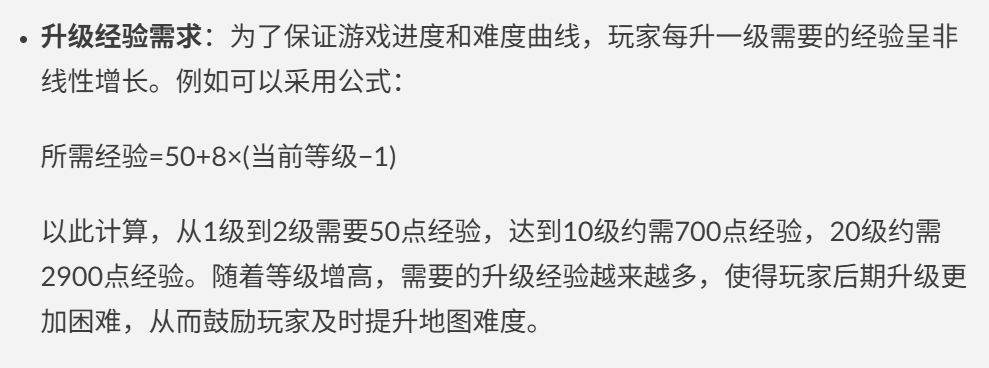 • 升级经验需求：为了保证游戏进度和难度曲线，玩家每升一级需要的经验呈非
线性增长。例如可以采用公式：
所需经验=50+8×(当前等级−1)
以此计算，从1级到2级需要50点经验，达到10级约需700点经验，20级约需
2900点经验。随着等级增高，需要的升级经验越来越多，使得玩家后期升级更
加困难，从而鼓励玩家及时提升地图难度。